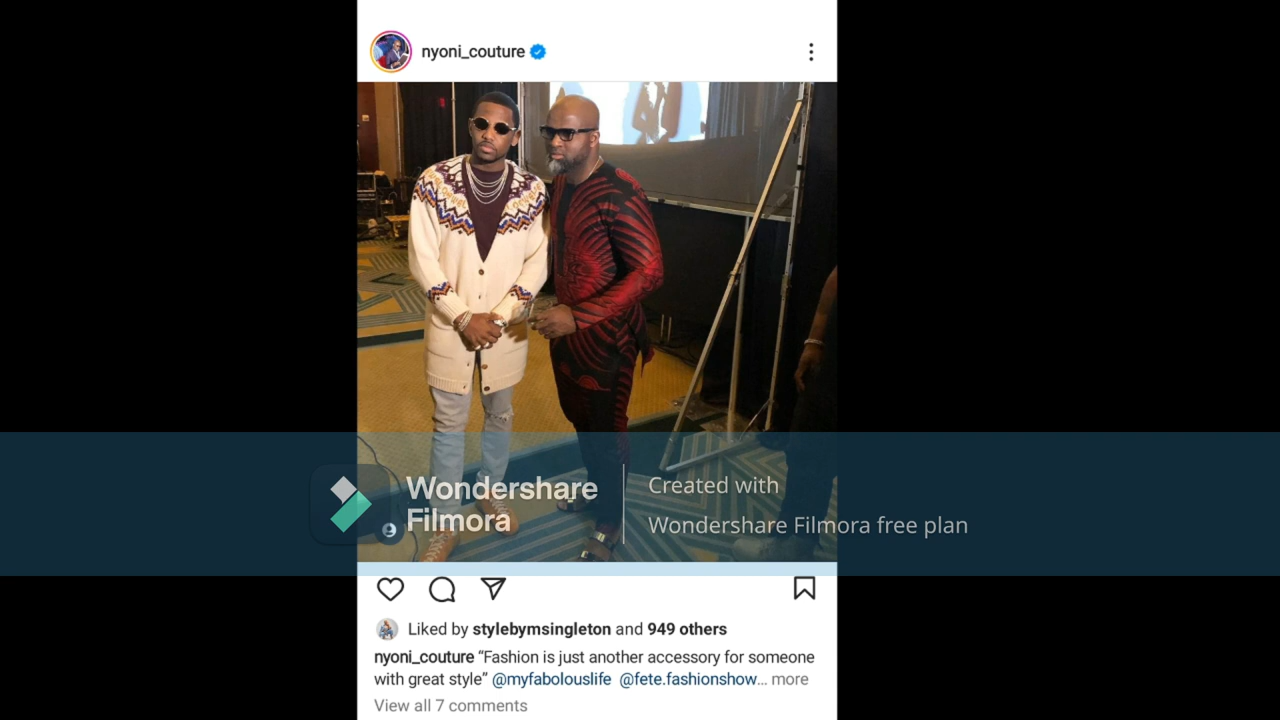 nyoni_couture
Wondershare
Filmora
Created with
Wondershare Filmora free plan
Liked by stylebymsingleton and 949 others
nyoni_couture “Fashion is just another accessory for someone
with great style” @myfabolouslife @fete.fashionshow... more
View all 7 comments